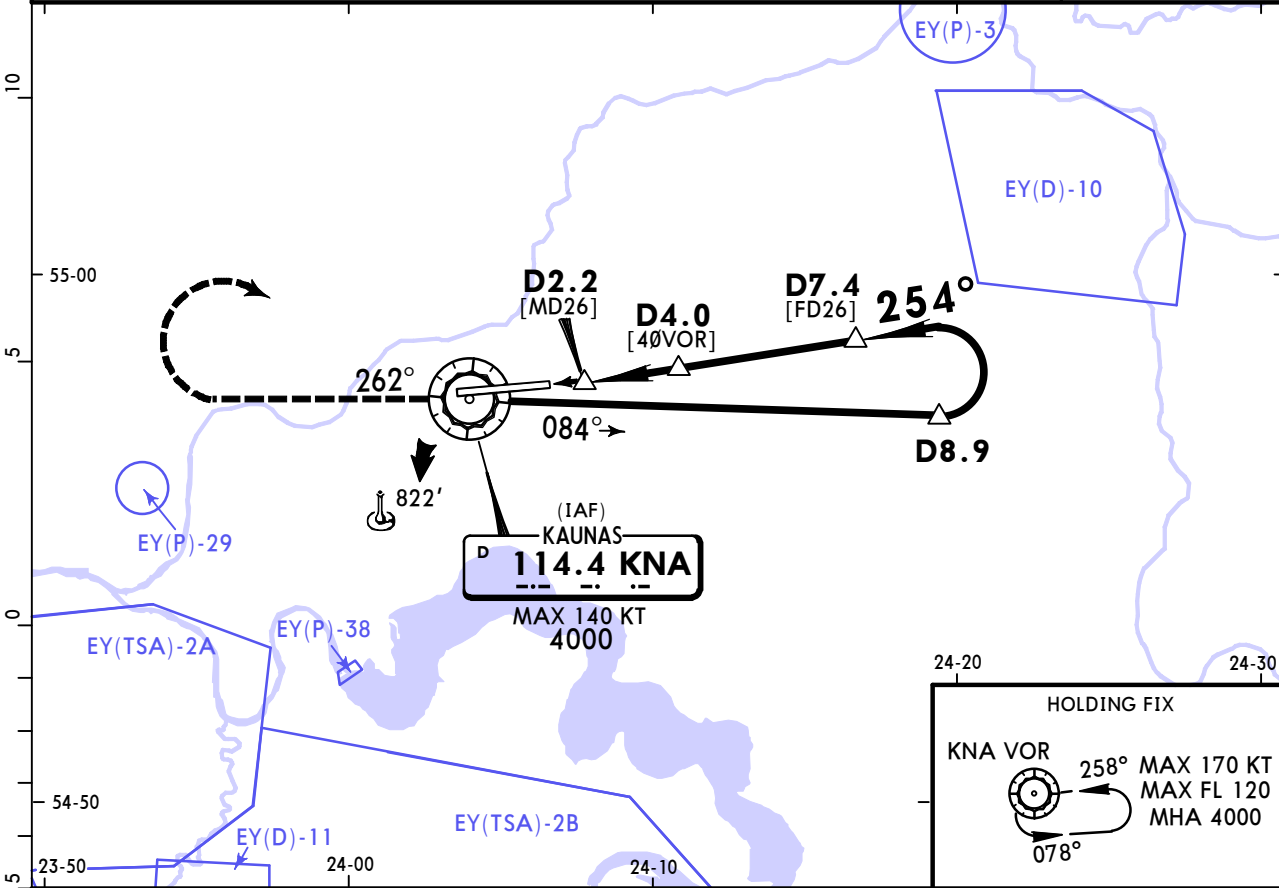 EY(P)-3
10
EY(D)-10
55-00
D2.2
[MD26]
D4.0
[40VOR]
D7.4
[FD26]
254°
5
262°
084°
D8.9
822'
EY(P)-29
(IAF)
KAUNAS
D 114.4 KNA
MAX 140 KT
4000
0
EY(TSA)-2A
EY(P)-38
24-20
24-30
HOLDING FIX
KNA VOR
258°
MAX 170 KT
MAX FL 120
MHA 4000
078°
54-50
EY(TSA)-2B
EY(D)-11
5
23-50
24-00
24-10